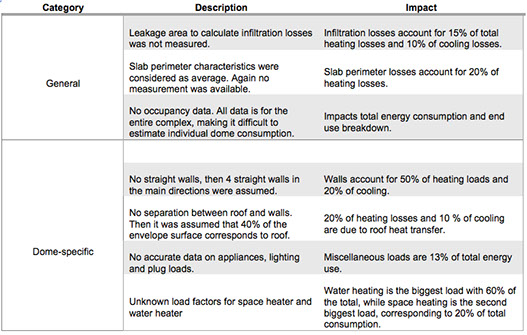 Category Description Impact
Leakage area to calculate infiltration losses
was not measured.
Infiltration losses account for 15% of total
heating losses and 10% of cooling losses.
General
Slab perimeter characteristics were
considered as average. Again no
measurement was available.
Slab perimeter losses account for 20% of
heating losses.
No occupancy data. All data is for the
entire complex, making it difficult to
estimate individual dome consumption.
Impacts total energy consumption and end
use breakdown.
Dome-specific
No straight walls, then 4 straight walls in
the main directions were assumed.
Walls account for 50% of heating loads and
20% of cooling.
No separation between roof and walls.
Then it was assumed that 40% of the
envelope surface corresponds to roof.
20% of heating losses and 10 % of cooling
are due to roof heat transfer.
No accurate data on appliances, lighting
and plug loads.
Miscellaneous loads are 13% of total energy
use.
Unknown load factors for space heater and
water heater
Water heating is the biggest load with 60% of
the total, while space heating is the second
biggest load, corresponding to 20% of total
consumption.